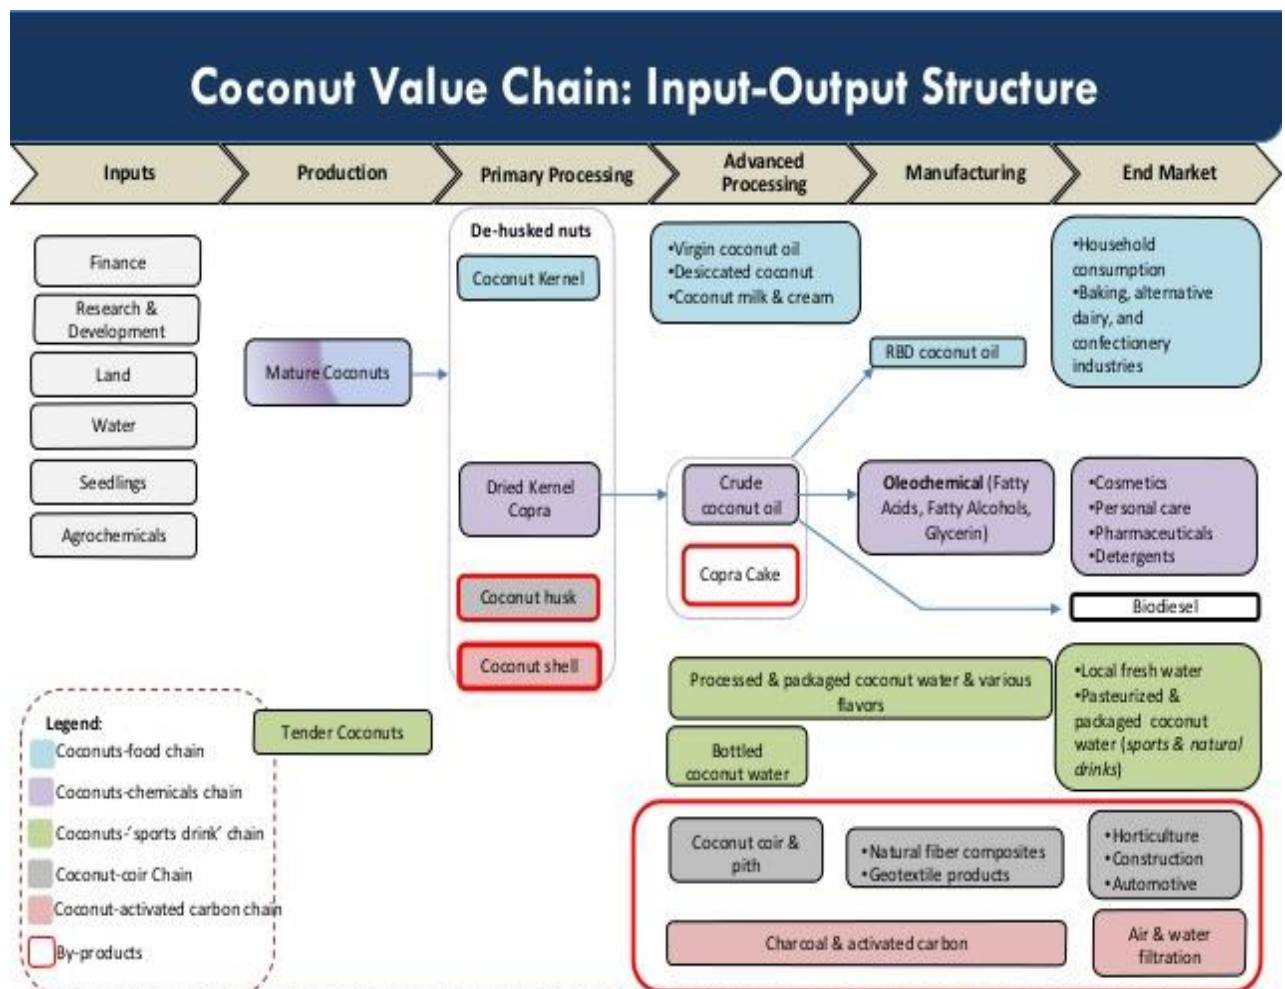 Coconut Value Chain: Input-Output Structure
Inputs
Production
Primary Processing
Advanced
Processing
Manufacturing
End Market
Finance
Research &
Development
Land
Water
Seedlings
Agrochemicals
Mature Coconuts
Tender Coconuts
De-husked nuts
Coconut Kernel
Dried Kernel
Copra
Coconut husk
Coconut shell
•Virgin coconut oil
•Desiccated coconut
•Coconut milk & cream
Crude
coconut oil
Copra Cake
RBD coconut oil
Oleochemical (Fatty
Acids, Fatty Alcohols,
Glycerin)
•Household
consumption
•Baking, alternative
dairy, and
confectionery
industries
•Cosmetics
•Personal care
•Pharmaceuticals
•Detergents
Biodiesel
Processed & packaged coconut water & various
flavors
Bottled
coconut water
•Local fresh water
•Pasteurized &
packaged coconut
water (sports & natural
drinks)
Coconut coir &
pith
•Natural fiber composites
•Geotextile products
•Horticulture
•Construction
•Automotive
Charcoal & activated carbon
Air & water
filtration
Legend:
Coconuts-food chain
Coconuts-chemicals chain
Coconuts-‘sports drink’ chain
Coconut-coir Chain
Coconut-activated carbon chain
By-products